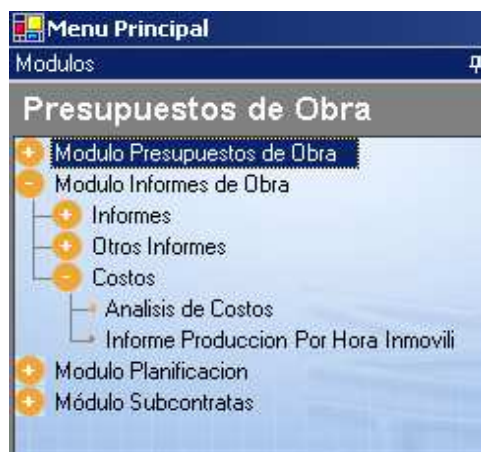 Menu Principal
Modulos
Presupuestos de Obra
Modulo Presupuestos de Obra
Modulo Informes de Obra
Informes
Otros Informes
Costos
Analisis de Costos
Informe Produccion Por Hora Inmovili
Modulo Planificacion
Módulo Subcontratas